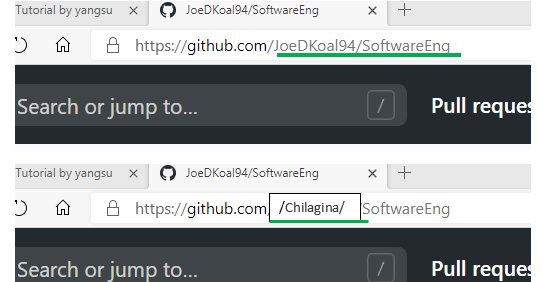 Tutorial by yangsu
JoeDKoal94/SoftwareEng
https://github.com/JoeDKoal94/SoftwareEng
Search or jump to...
/
Pull reques
Tutorial by yangsu
JoeDKoal94/SoftwareEng
https://github.com/Chilagina/SoftwareEng
Search or jump to...
/
Pull reques